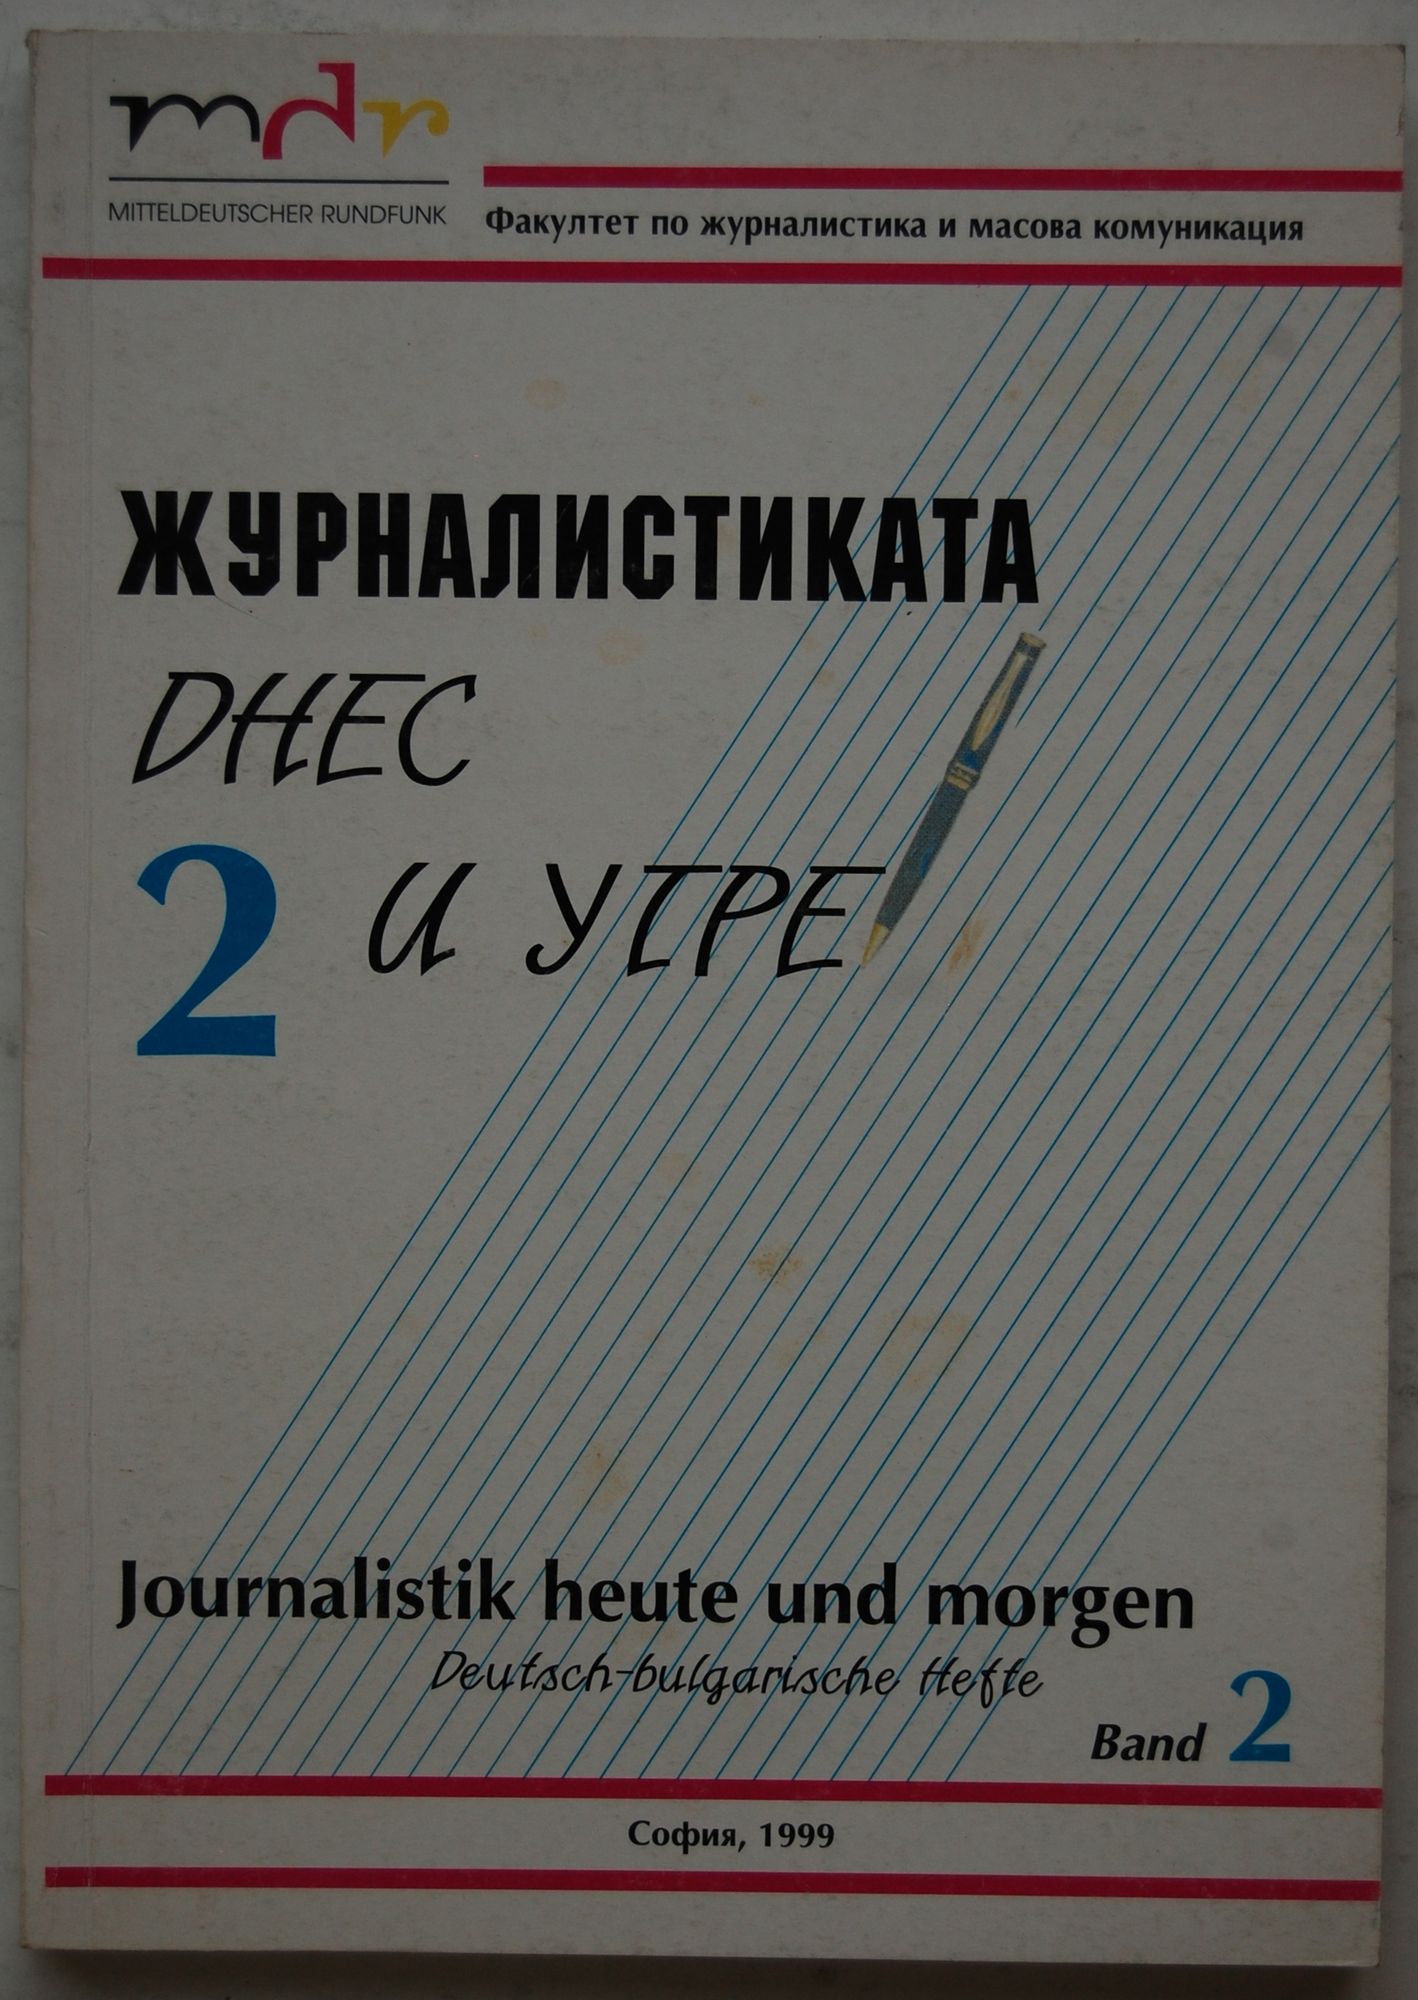 mdr
MITTELDEUTSCHER RUNDFUNK
Факултет по журналистика и масова комуникация
ЖУРНАЛИСТИКАТА
ДНЕС
2 И УТРЕ
Journalistik heute und morgen
Deutsch-bulgarische Hefte
Band 2
София, 1999